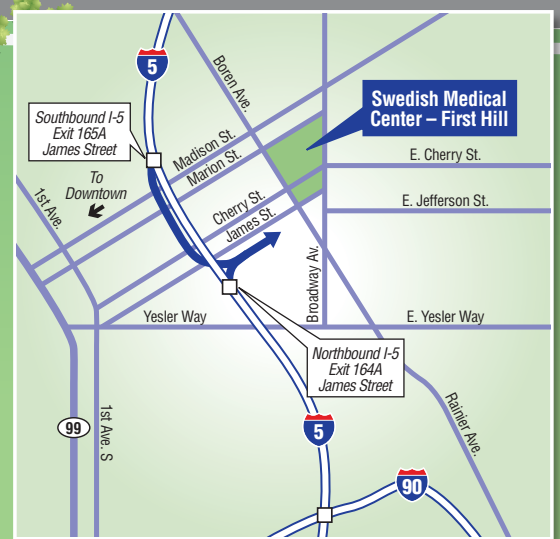 5
Boren Ave.
Swedish Medical
Center – First Hill
Southbound I-5
Exit 165A
James Street
Madison St.
Marion St.
E. Cherry St.
To
Downtown
1st Ave.
Cherry St.
James St.
E. Jefferson St.
Broadway Av.
Yesler Way
E. Yesler Way
Northbound I-5
Exit 164A
James Street
99
1st Ave. S
5
Rainier Ave.
90